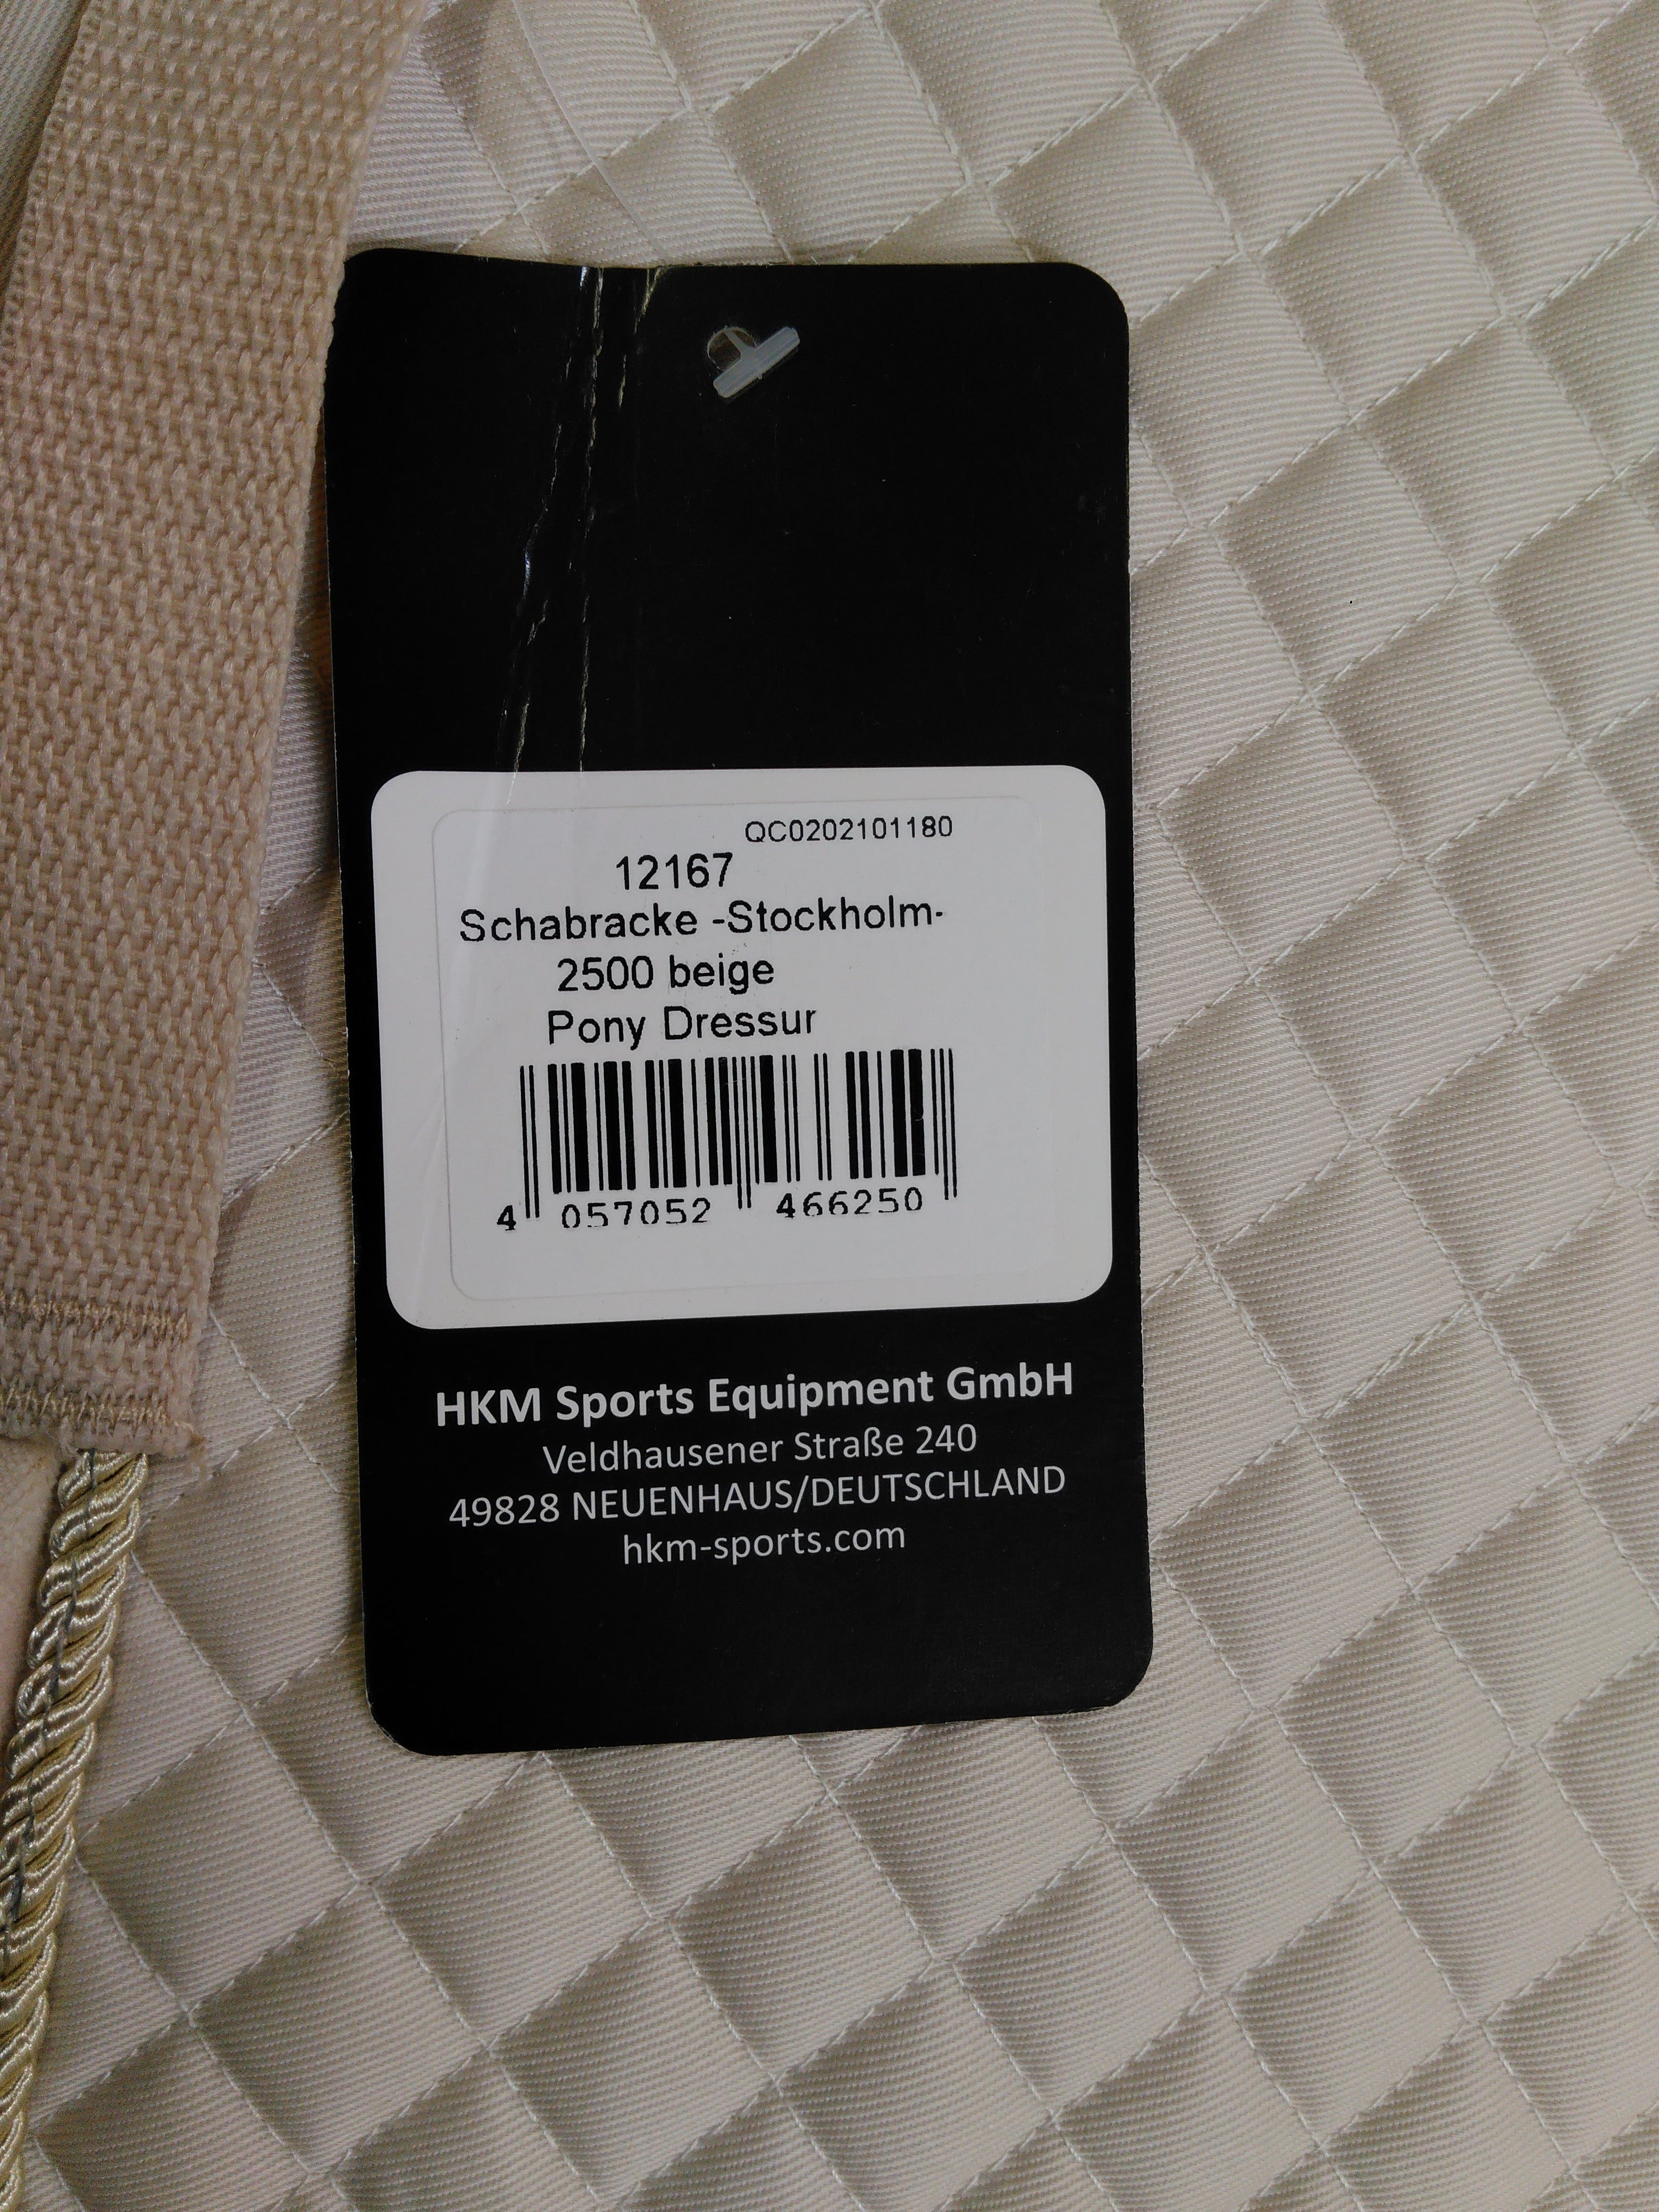 QC0202101180
12167
Schabracke -Stockholm-
2500 beige
Pony Dressur
4 057052 466250
HKM Sports Equipment GmbH
Veldhausener Straße 240
49828 NEUENHAUS/DEUTSCHLAND
hkm-sports.com